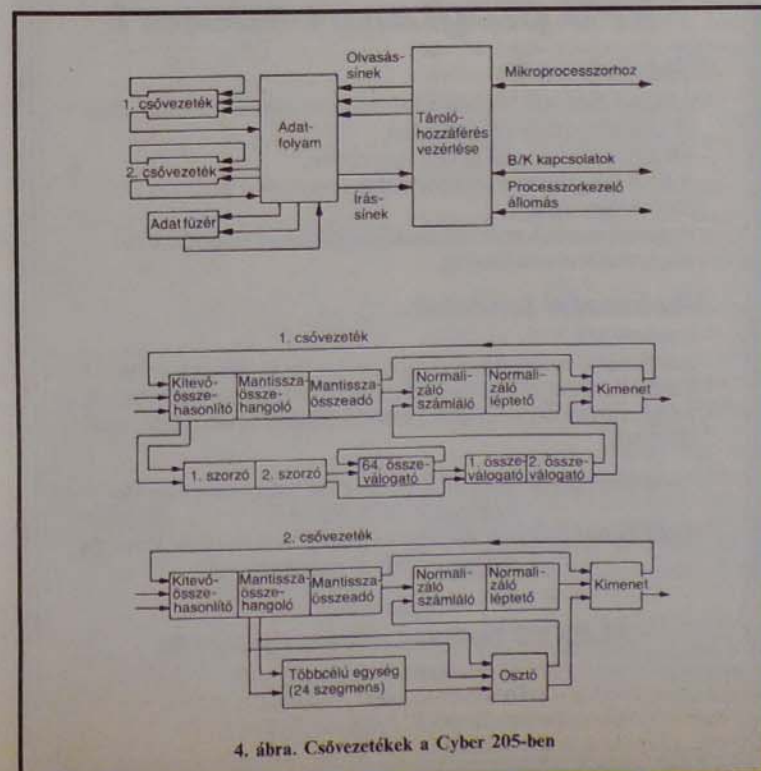 Olvasás-
sínek
Mikroprocesszorhoz
1. csővezeték
Adat-
folyam
Tároló-
hozzáférés
vezérlése
2. csővezeték
B/K kapcsolatok
Processzorkezelő
állomás
Írás-
sínek
Adat fűzér
1. csővezeték
Kitevő-
össze-
hasonlító
Mantissza-
össze-
hangoló
Mantissza-
összeadó
Normali-
záló
számláló
Normali-
záló
léptető
Kimenet
1. szorzó
2. szorzó
64. össze-
válogató
1. össze-
válogató
2. össze-
válogató
2. csővezeték
Kitevő-
össze-
hasonlító
Mantissza-
össze-
hangoló
Mantissza-
összeadó
Normali-
záló
számláló
Normali-
záló
léptető
Kimenet
Többcélú egység
(24 szegmens)
Osztó
4. ábra. Csővezetékek a Cyber 205-ben